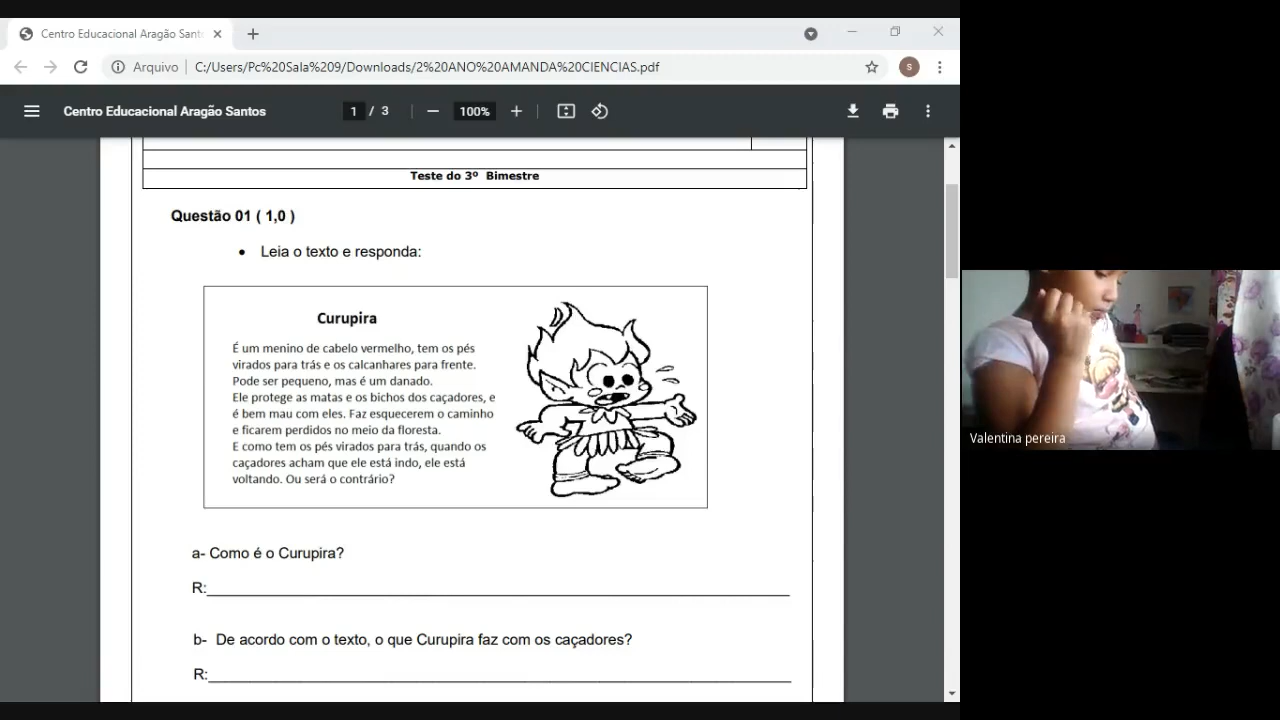 Centro Educacional Aragão Sant
Arquivo
C:/Users/Pc%20Sala%209/Downloads/2%20ANO%20AMANDA%20CIENCIAS.pdf
S
Centro Educacional Aragão Santos
1 / 3
100%
Teste do 3º Bimestre
Questão 01 ( 1,0 )
• Leia o texto e responda:
Curupira
É um menino de cabelo vermelho, tem os pés
virados para trás e os calcanhares para frente.
Pode ser pequeno, mas é um danado.
Ele protege as matas e os bichos dos caçadores, e
é bem mau com eles. Faz esquecerem o caminho
e ficarem perdidos no meio da floresta.
E como tem os pés virados para trás, quando os
caçadores acham que ele está indo, ele está
voltando. Ou será o contrário?
a- Como é o Curupira?
R:
b- De acordo com o texto, o que Curupira faz com os caçadores?
R:
Valentina pereira